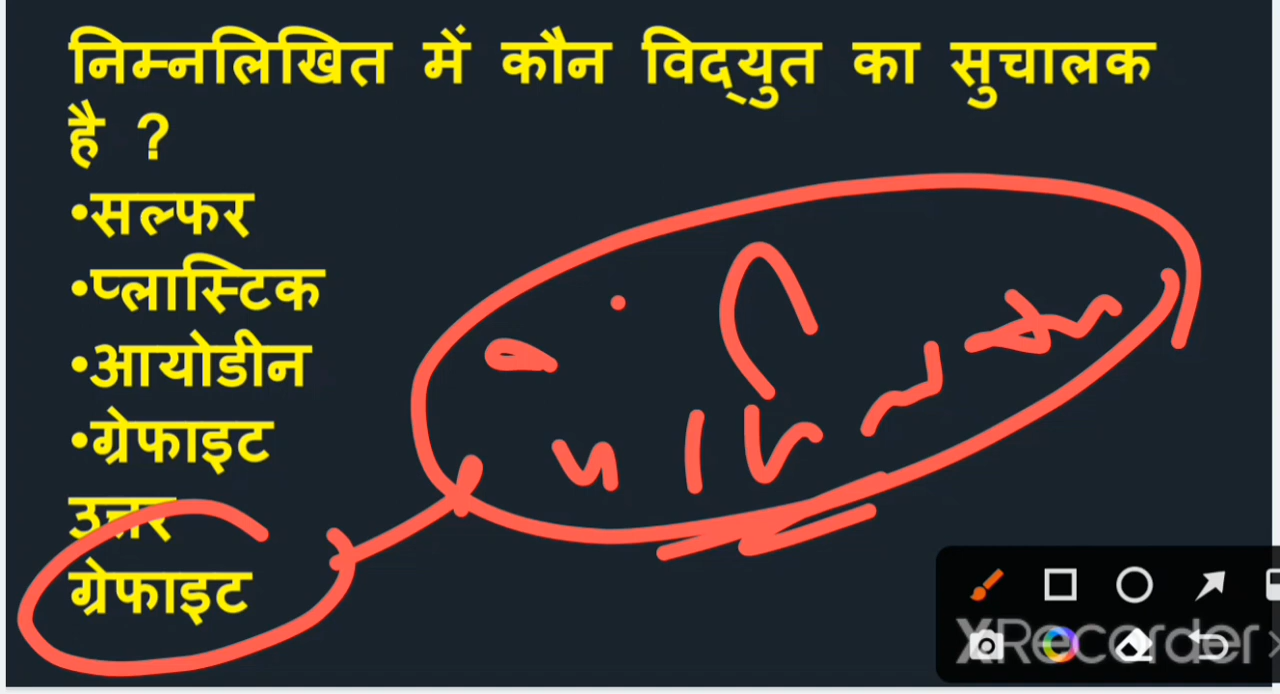 निम्नलिखित में कौन विद्युत का सुचालक
है ?
•सल्फर
•प्लास्टिक
•आयोडीन
•ग्रेफाइट
उत्तर
ग्रेफाइट
XRecorder